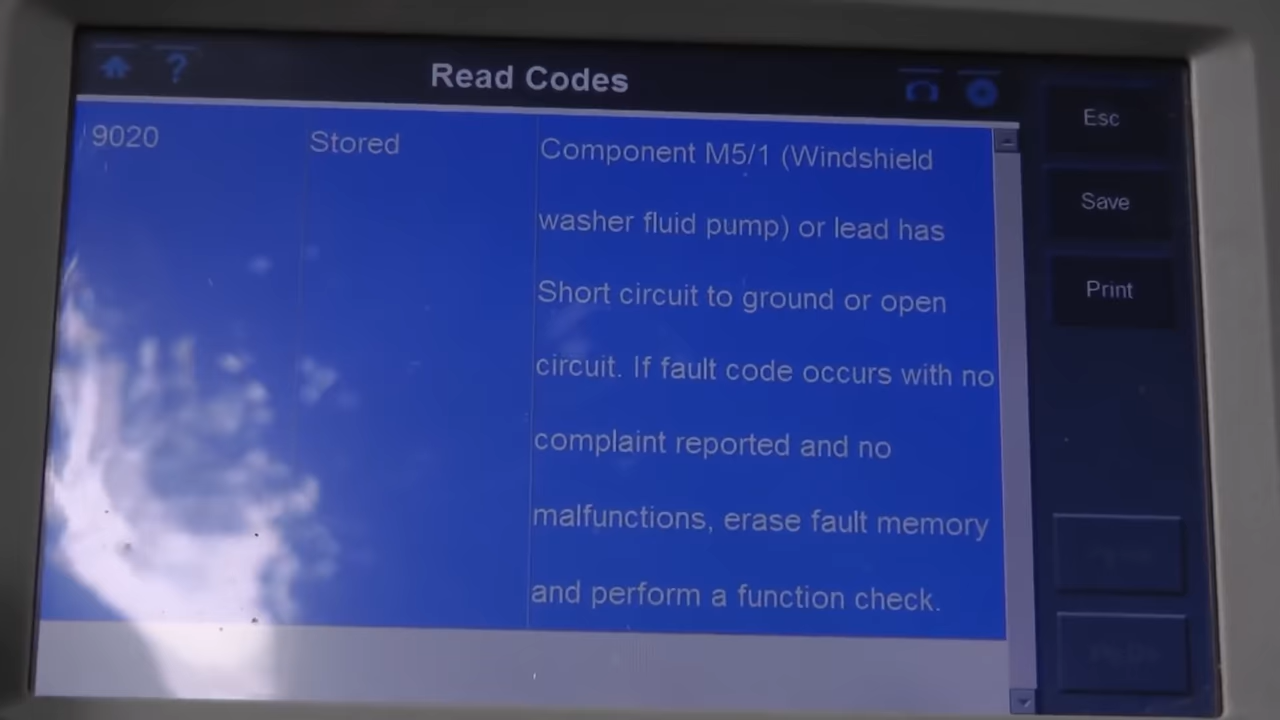 ?
Read Codes
9020
Stored
Component M5/1 (Windshield
washer fluid pump) or lead has
Short circuit to ground or open
circuit. If fault code occurs with no
complaint reported and no
malfunctions, erase fault memory
and perform a function check.
Esc
Save
Print